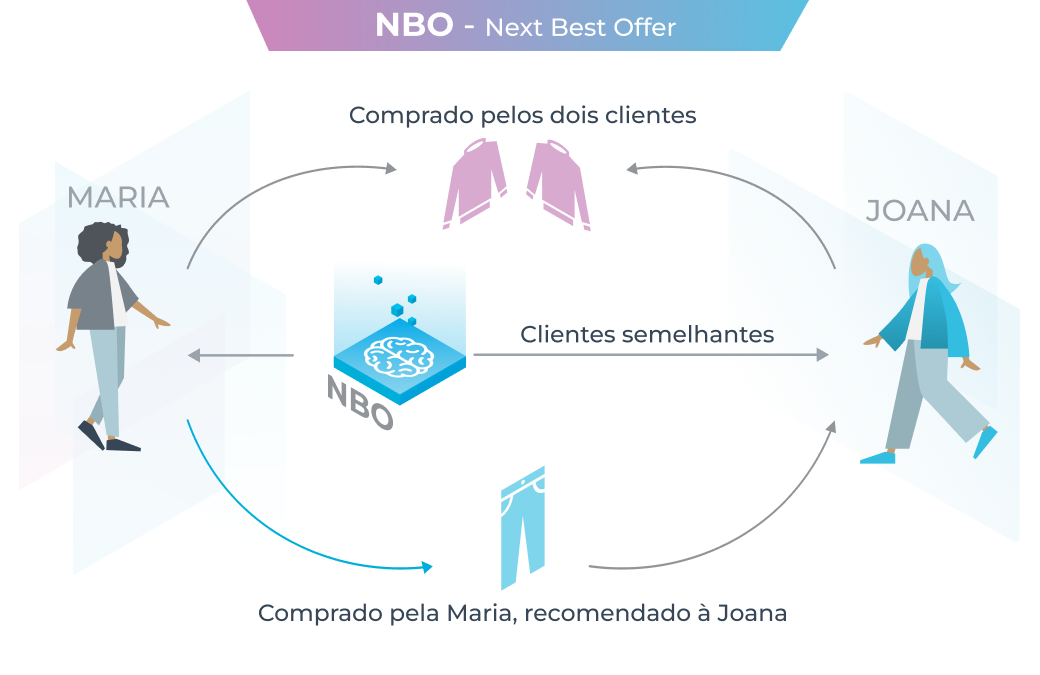 NBO - Next Best Offer
Comprado pelos dois clientes
MARIA
JOANA
Clientes semelhantes
NBO
Comprado pela Maria, recomendado à Joana